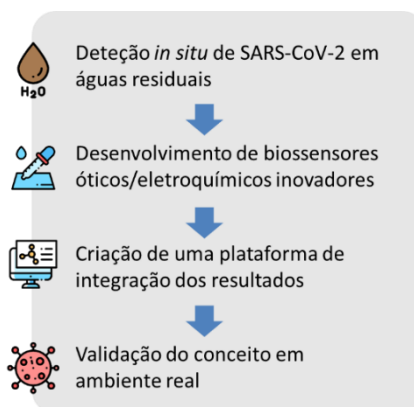 Deteção in situ de SARS-CoV-2 em
águas residuais
H₂O
Desenvolvimento de biossensores
óticos/eletroquímicos inovadores
Criação de uma plataforma de
integração dos resultados
Validação do conceito em
ambiente real